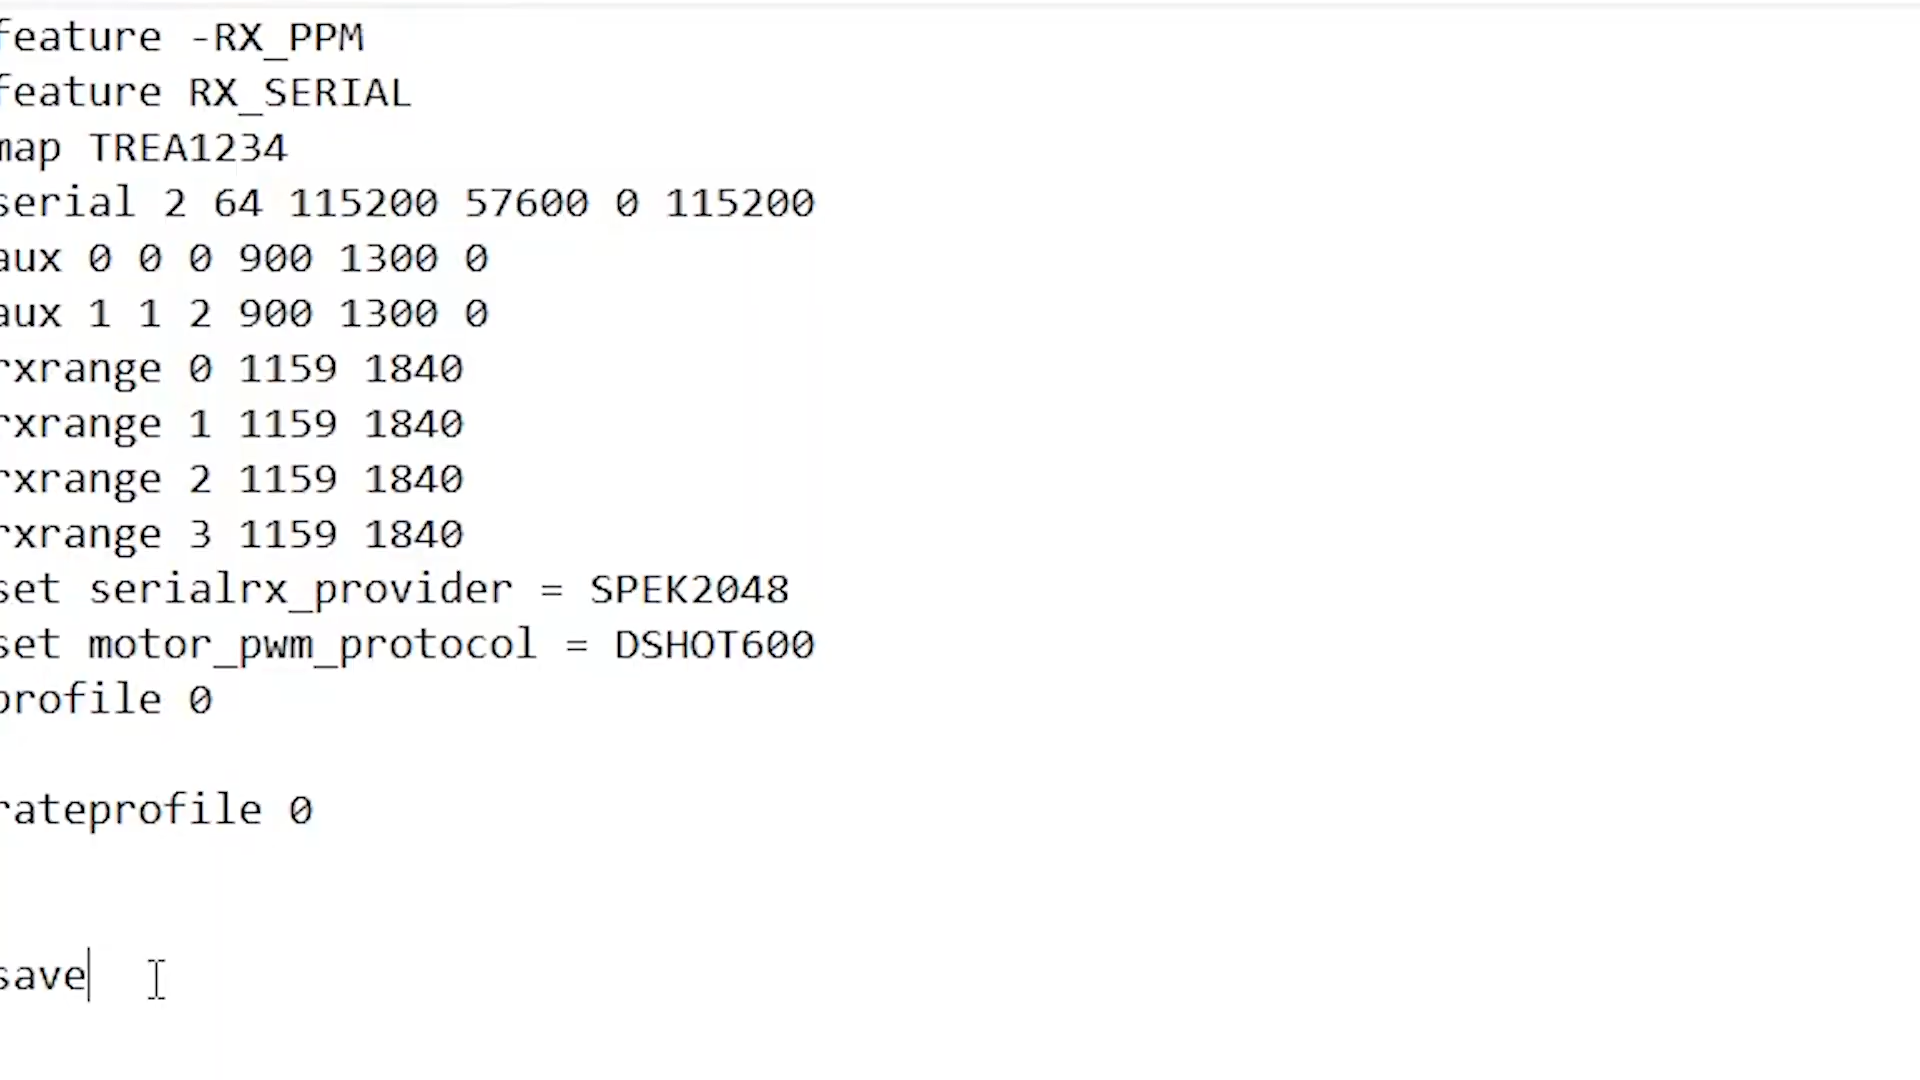 feature -RX_PPM
feature RX_SERIAL
map TREA1234
serial 2 64 115200 57600 0 115200
aux 0 0 0 900 1300 0
aux 1 1 2 900 1300 0
rxrange 0 1159 1840
rxrange 1 1159 1840
rxrange 2 1159 1840
rxrange 3 1159 1840
set serialrx_provider = SPEK2048
set motor_pwm_protocol = DSHOT600
profile 0
rateprofile 0
save